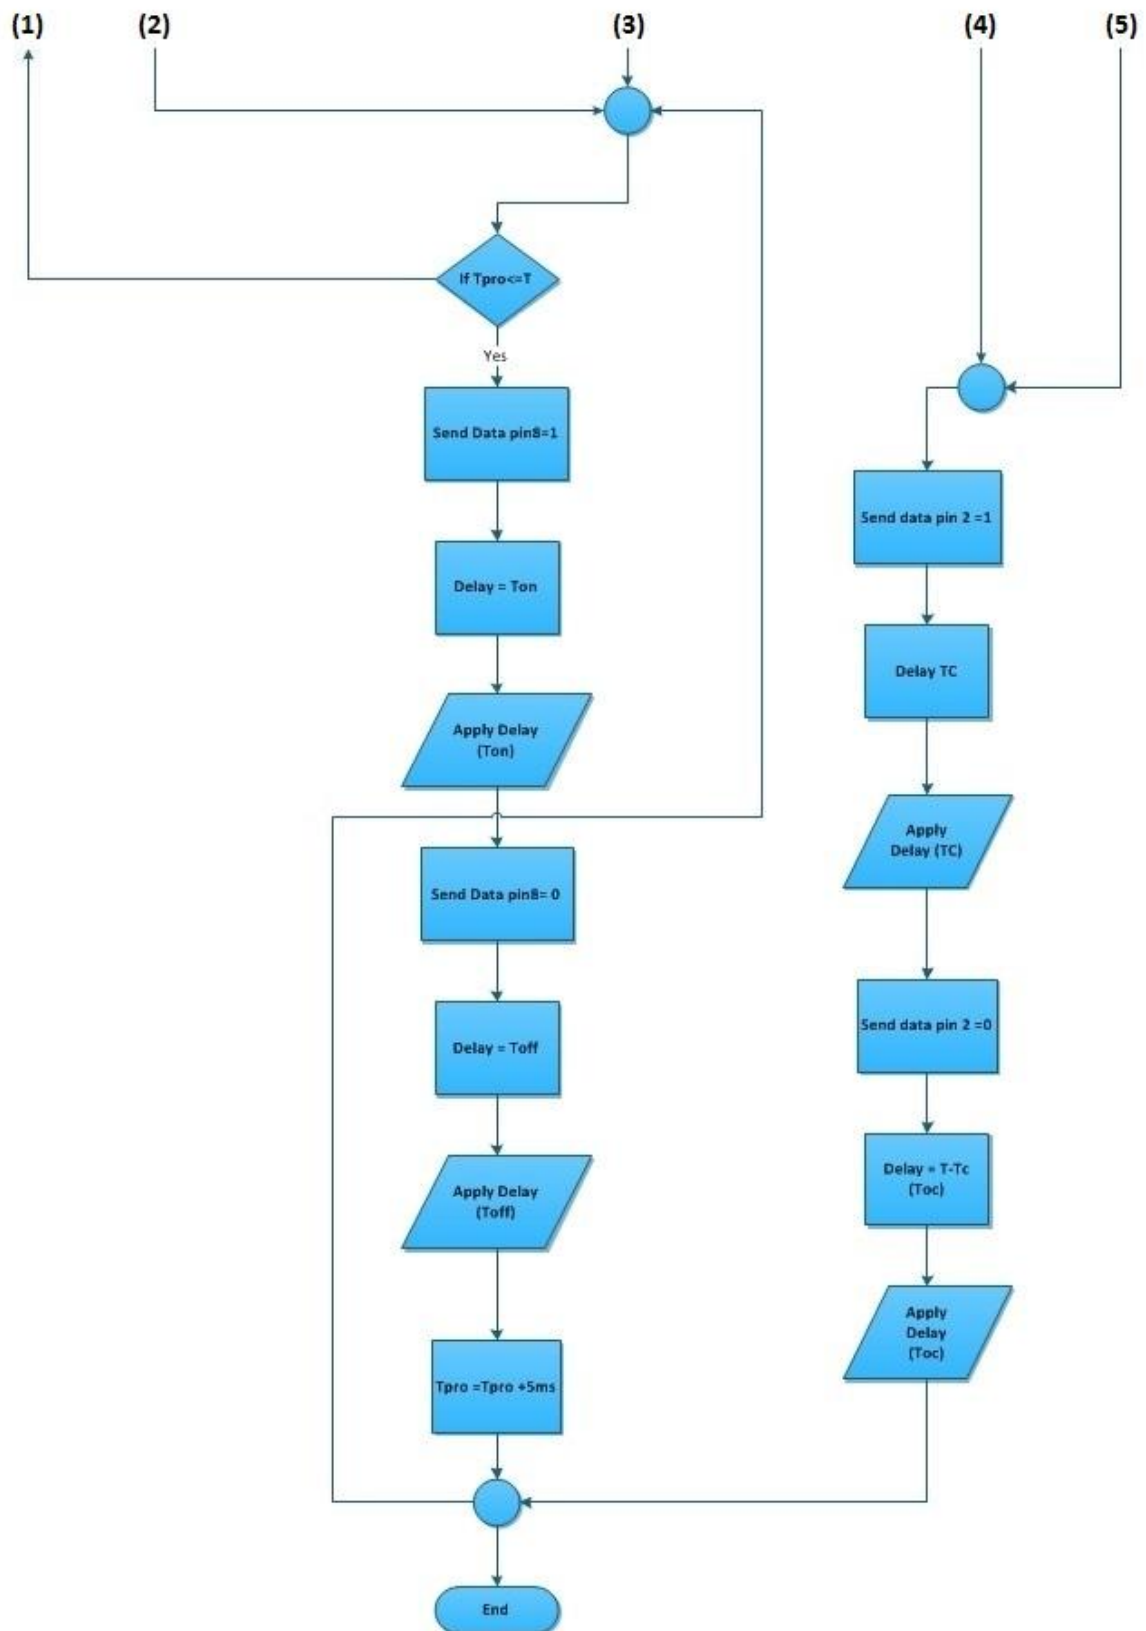 (1) (2) (3) (4) (5)
If Tpro<=T
Yes
Send Data pin8=1
Delay = Ton
Apply Delay
(Ton)
Send Data pin8= 0
Delay = Toff
Apply Delay
(Toff)
Tpro =Tpro +5ms
End
Send data pin 2 =1
Delay TC
Apply
Delay (TC)
Send data pin 2 =0
Delay = T-Tc
(Toc)
Apply
Delay
(Toc)